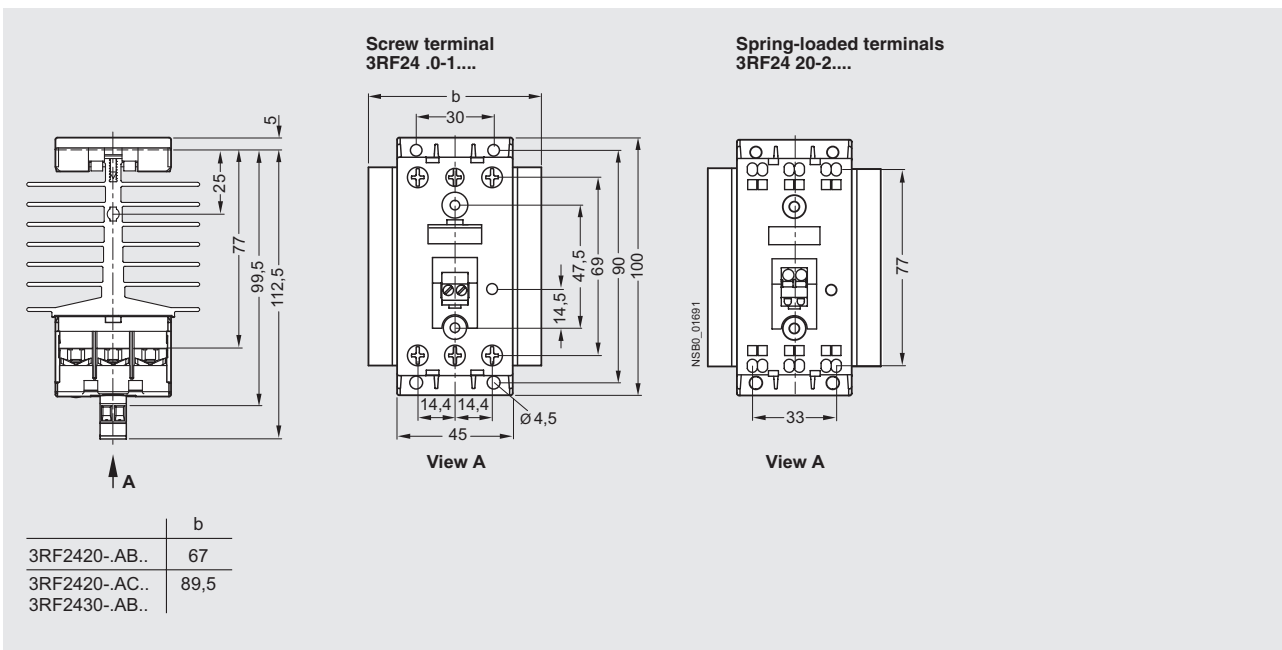 Screw terminal
3RF24 .0-1....
Spring-loaded terminals
3RF24 20-2....
5
25
77
99,5
112,5
A
b
30
47,5
14,5
69
90
100
14,4 14,4
Ø 4,5
45
View A
NSB0_01691
77
33
View A
b
3RF2420-.AB.. 67
3RF2420-.AC.. 89,5
3RF2430-.AB..